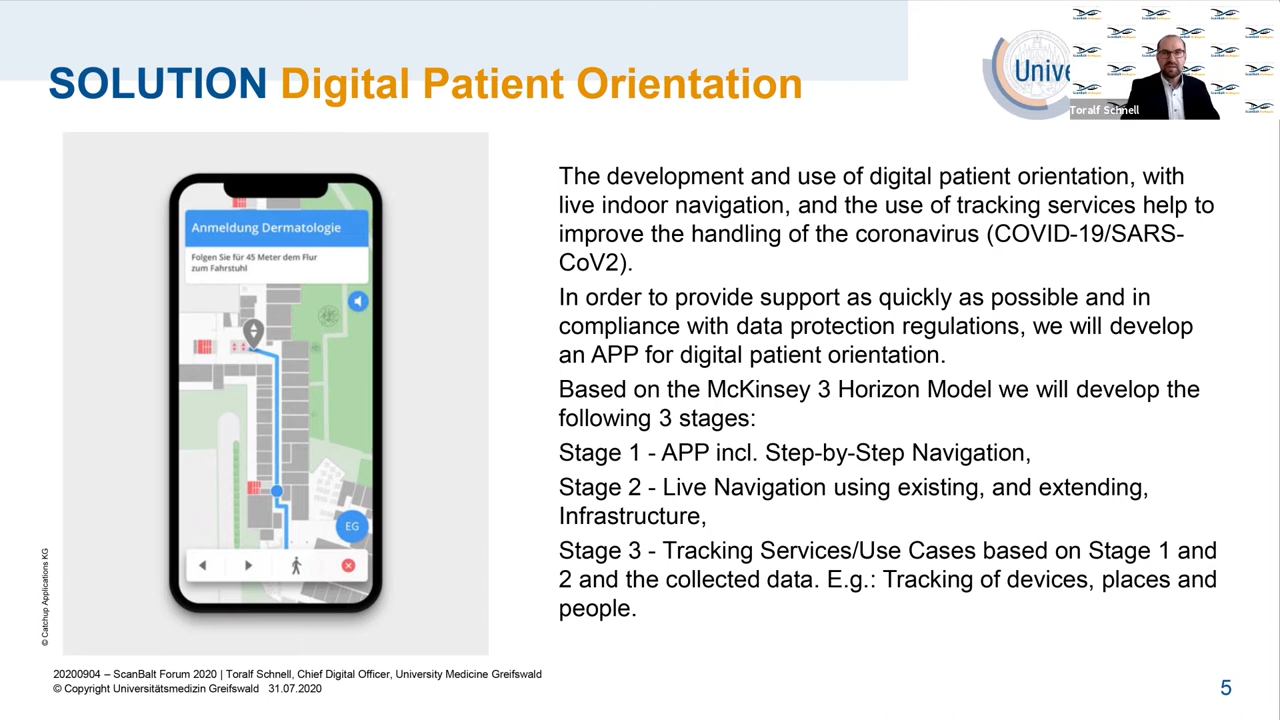 SOLUTION Digital Patient Orientation
Unive
Toralf Schnell
Anmeldung Dermatologie
Folgen Sie für 45 Meter dem Flur
zum Fahrstuhl
EG
The development and use of digital patient orientation, with
live indoor navigation, and the use of tracking services help to
improve the handling of the coronavirus (COVID-19/SARS-
CoV2).
In order to provide support as quickly as possible and in
compliance with data protection regulations, we will develop
an APP for digital patient orientation.
Based on the McKinsey 3 Horizon Model we will develop the
following 3 stages:
Stage 1 - APP incl. Step-by-Step Navigation,
Stage 2 - Live Navigation using existing, and extending,
Infrastructure,
Stage 3 - Tracking Services/Use Cases based on Stage 1 and
2 and the collected data. E.g.: Tracking of devices, places and
people.
© Catchup Applications KG
20200904 – ScanBalt Forum 2020 | Toralf Schnell, Chief Digital Officer, University Medicine Greifswald
© Copyright Universitätsmedizin Greifswald 31.07.2020
5